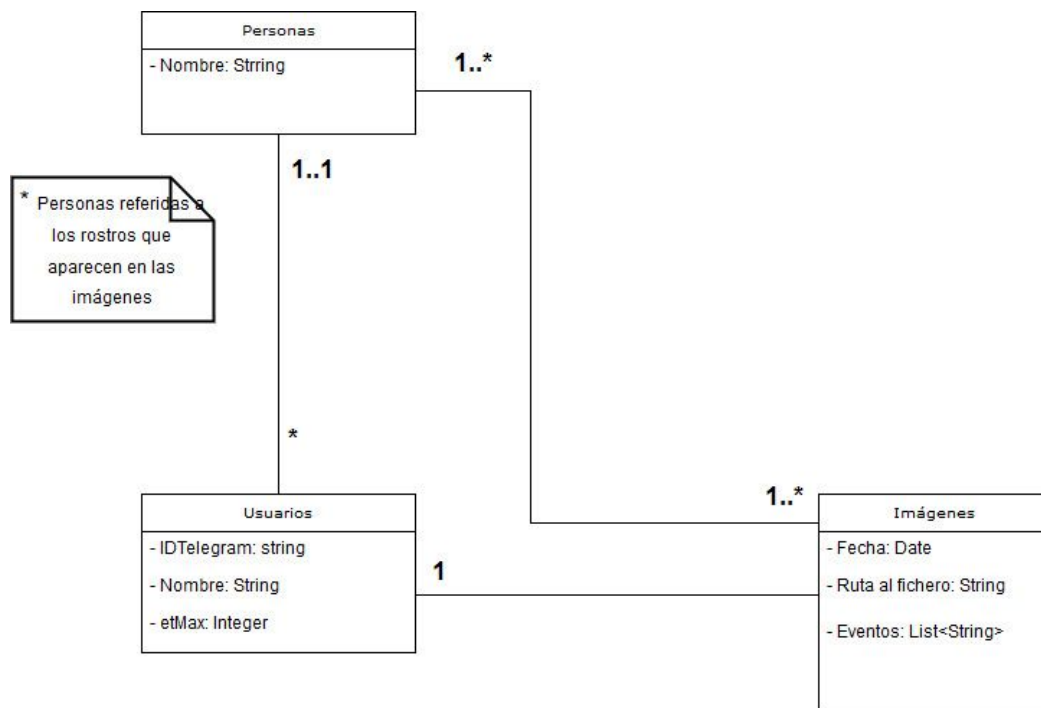 Personas
- Nombre: Strring
1..*
1..1
* Personas referidas a
los rostros que
aparecen en las
imágenes
*
1..*
Usuarios
- IDTelegram: string
- Nombre: String
- etMax: Integer
1
Imágenes
- Fecha: Date
- Ruta al fichero: String
- Eventos: List<String>